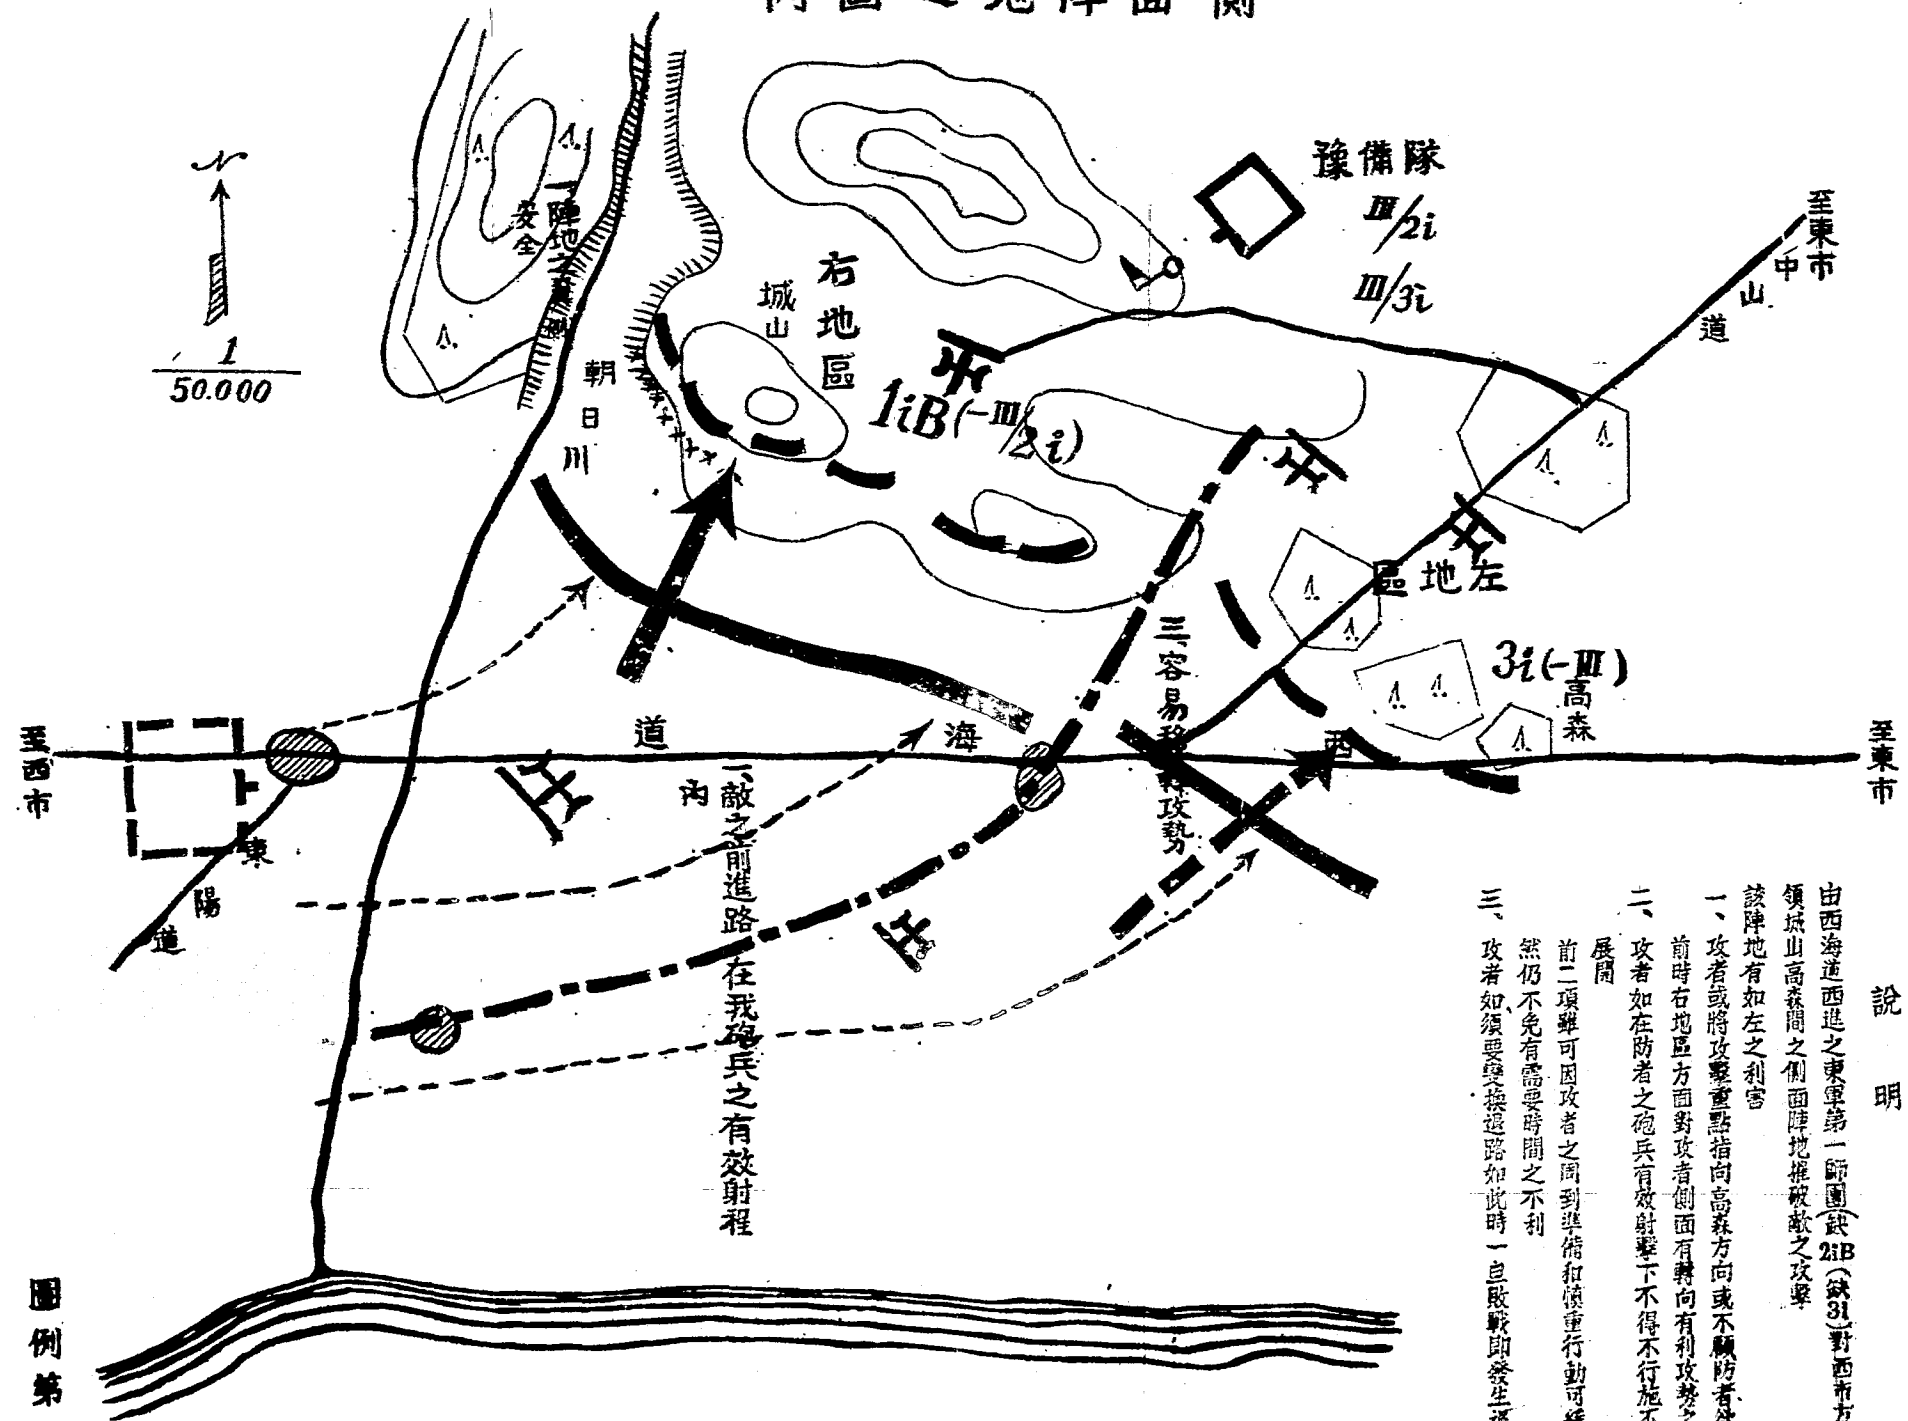 側面陣地之圖
N
1
50.000
豫備隊
III/2i
III/3i
至東市
中山道
右地區
城山
1iB(-III/2i)
朝日川
一、陣地之
安全
左地區
3i(-III)
高森
三、容易移轉攻勢
至西市
西海道
至東市
東陽道
內
一、敵之前進路在我砲兵之有效射程
說明
由西海道西進之東軍第一師團(缺2iB(缺3i)對西市方
領城山高森間之側面陣地摧破敵之攻擊
該陣地有如左之利害
一、攻者或將攻擊重點指向高森方向或不顧防者
前時右地區方面對攻者側面有轉向有利攻勢之
二、攻者如在防者之砲兵有效射擊下不得不行施
展開
前二項雖可因攻者之周到準備和慎重行動可
然仍不免有需要時間之不利
三、攻者如須要變換退路如此時一旦敗戰即發生
圖例第